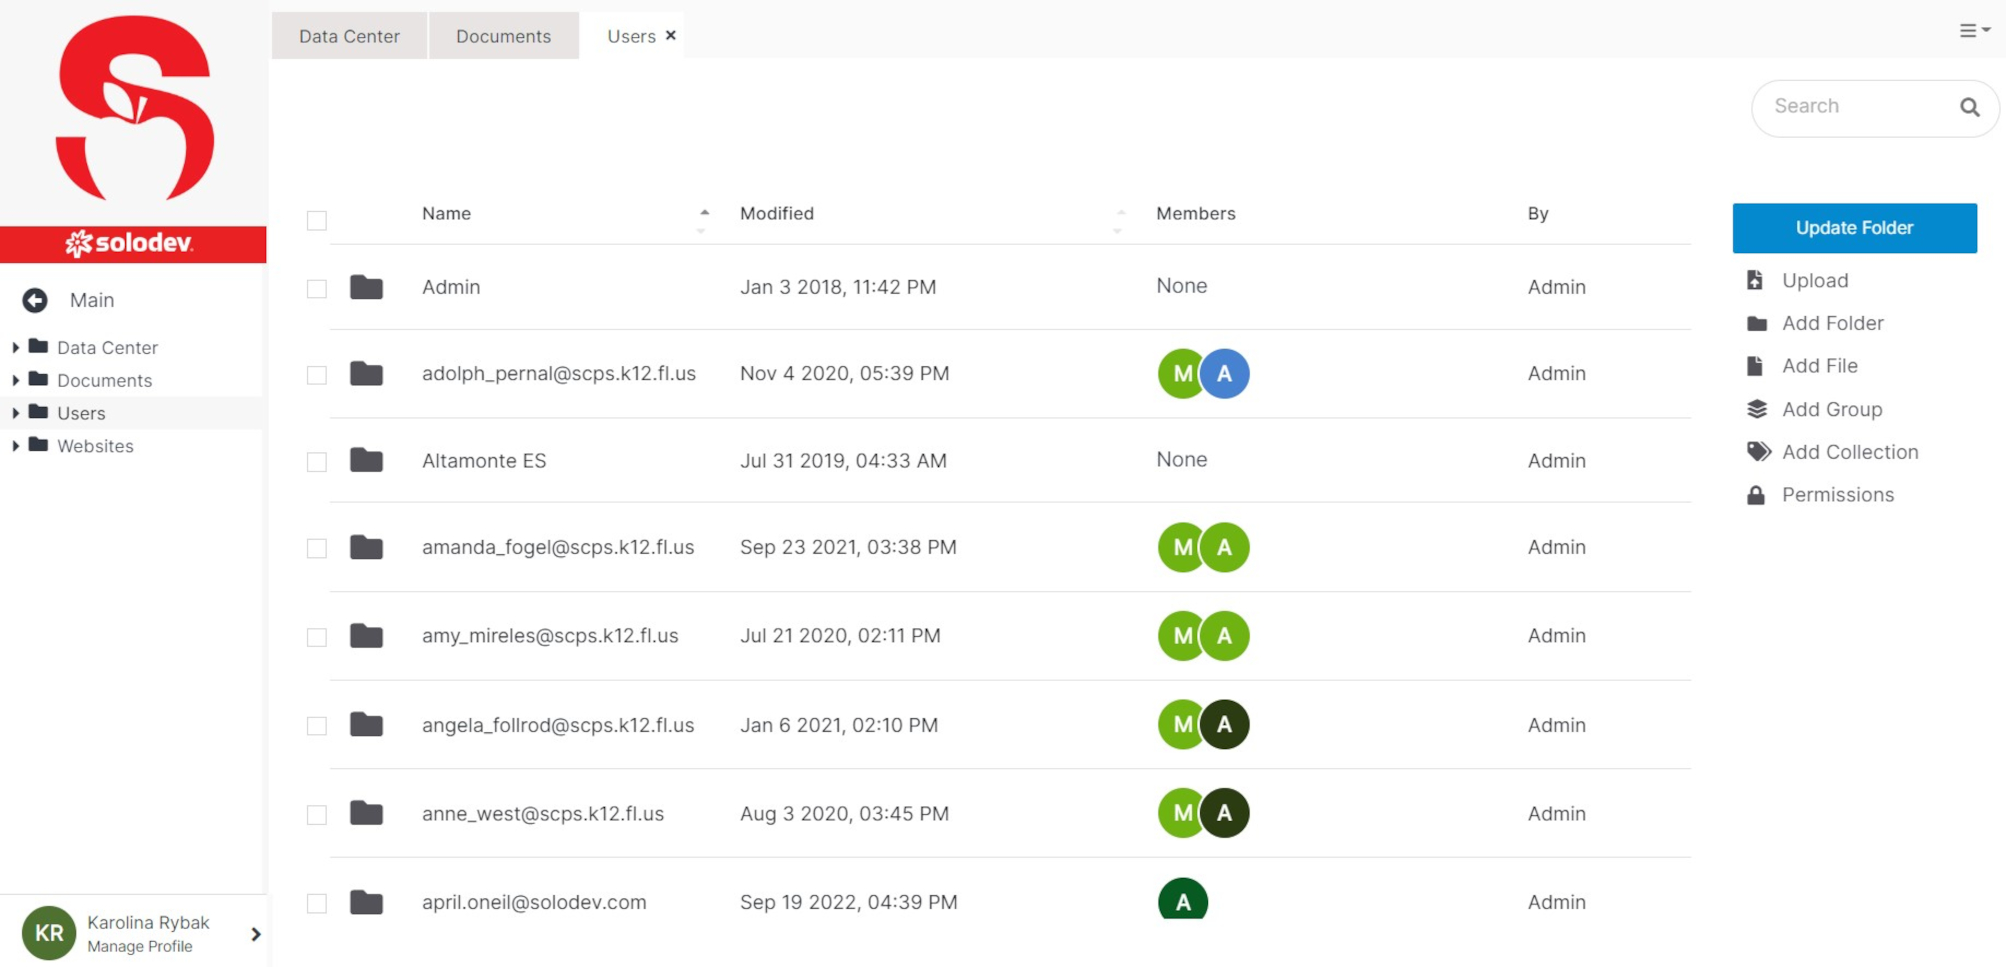 Data Center Documents Users ×
Search
solodev
Main
Data Center
Documents
Users
Websites
Name Modified Members By
Admin Jan 3 2018, 11:42 PM None Admin
adolph_pernal@scps.k12.fl.us Nov 4 2020, 05:39 PM M A Admin
Altamonte ES Jul 31 2019, 04:33 AM None Admin
amanda_fogel@scps.k12.fl.us Sep 23 2021, 03:38 PM M A Admin
amy_mireles@scps.k12.fl.us Jul 21 2020, 02:11 PM M A Admin
angela_follrod@scps.k12.fl.us Jan 6 2021, 02:10 PM M A Admin
anne_west@scps.k12.fl.us Aug 3 2020, 03:45 PM M A Admin
april.oneil@solodev.com Sep 19 2022, 04:39 PM A Admin
Update Folder
Upload
Add Folder
Add File
Add Group
Add Collection
Permissions
KR Karolina Rybak
Manage Profile